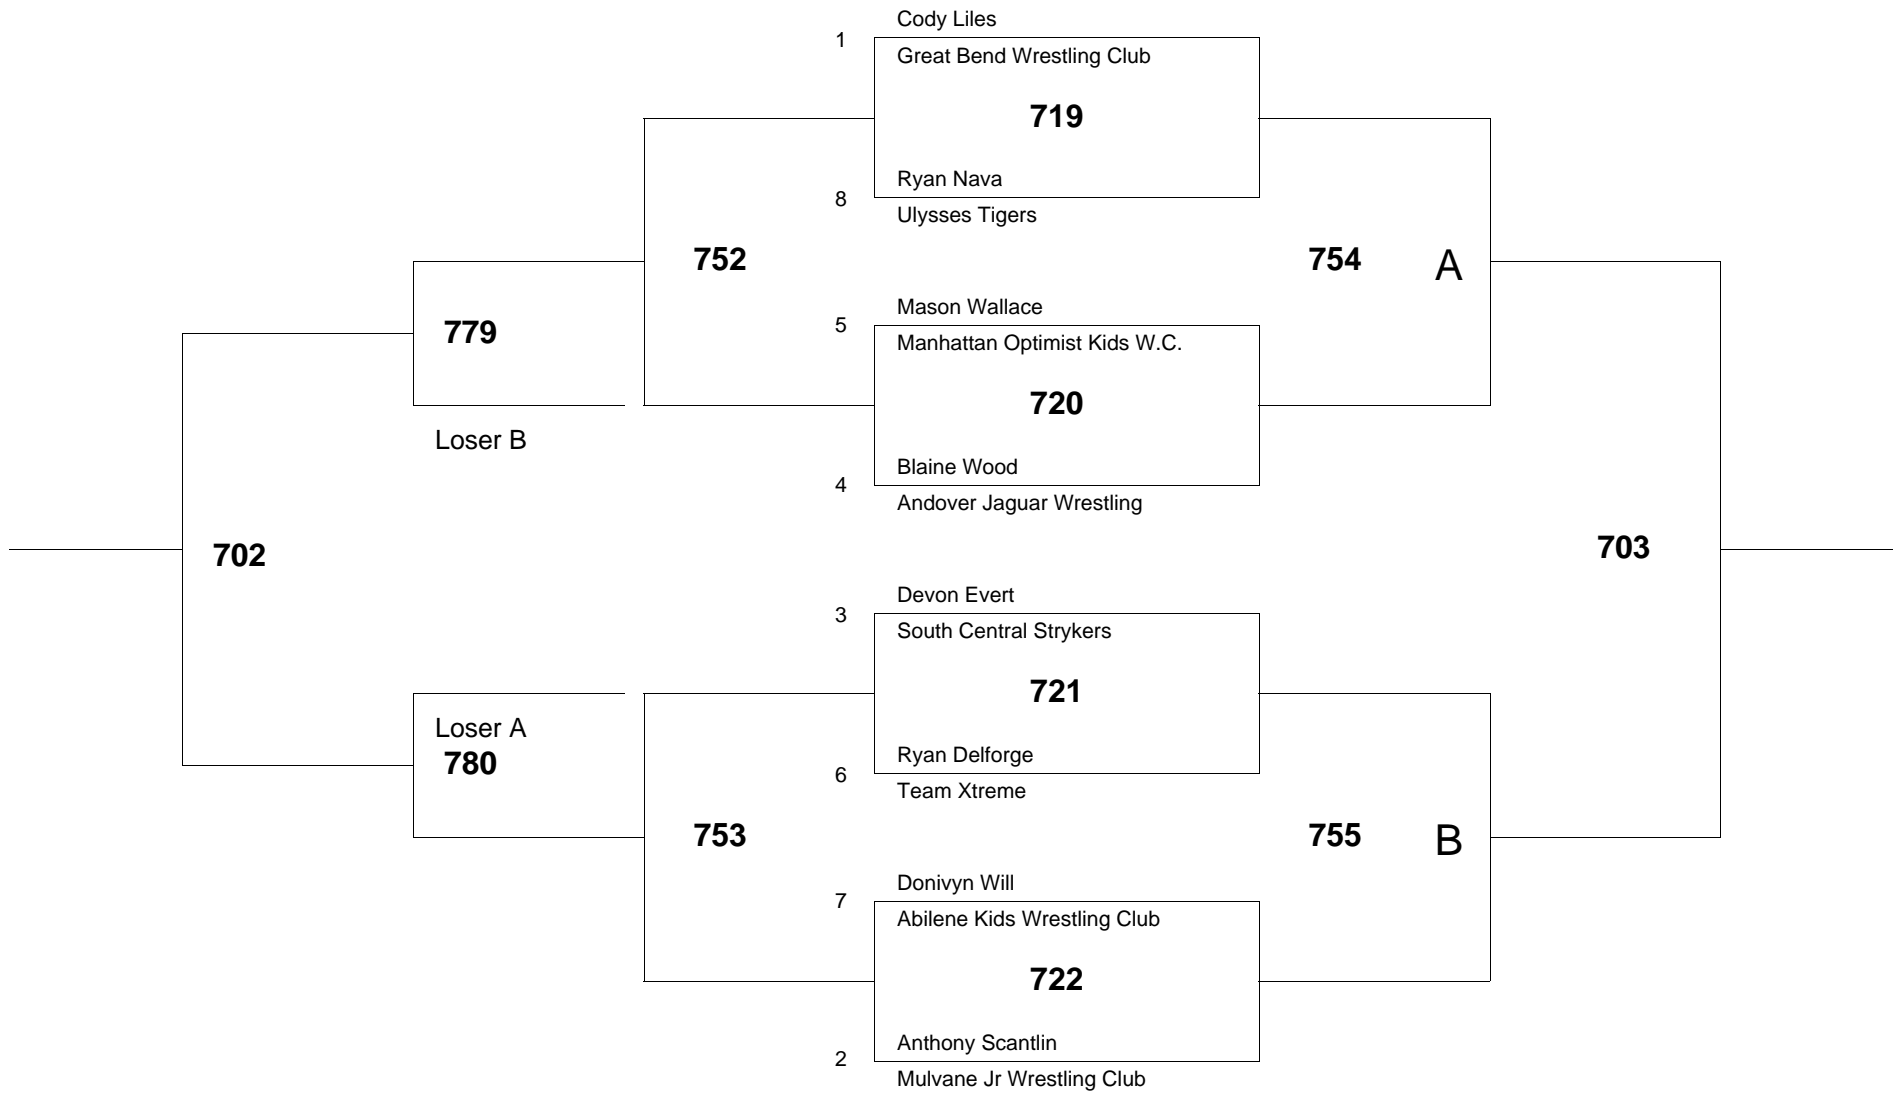 Cody Liles
1
Great Bend Wrestling Club
719
Ryan Nava
8
Ulysses Tigers
752
754
A
Mason Wallace
5
Manhattan Optimist Kids W.C.
779
720
Loser B
Blaine Wood
4
Andover Jaguar Wrestling
702
703
Devon Evert
3
South Central Strykers
721
Loser A
780
Ryan Delforge
6
Team Xtreme
753
755
B
Donivyn Will
7
Abilene Kids Wrestling Club
722
Anthony Scantlin
2
Mulvane Jr Wrestling Club